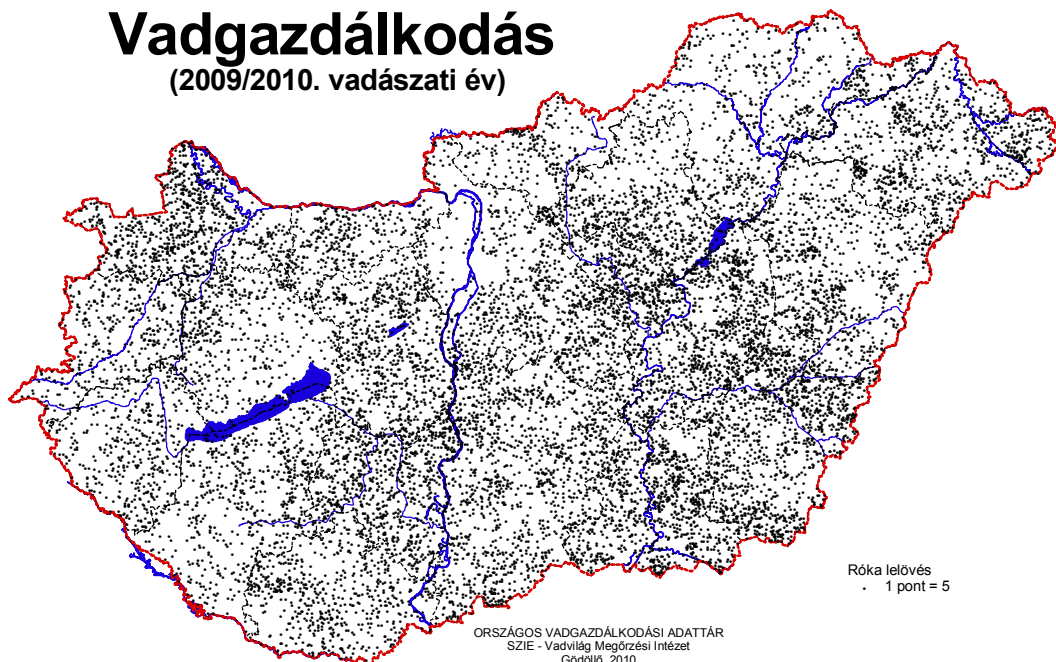 Vadgazdálkodás
(2009/2010. vadászati év)
Róka lelövés
1 pont = 5
ORSZÁGOS VADGAZDÁLKODÁSI ADATTÁR
SZIE - Vadvilág Megőrzési Intézet
Gödöllő, 2010